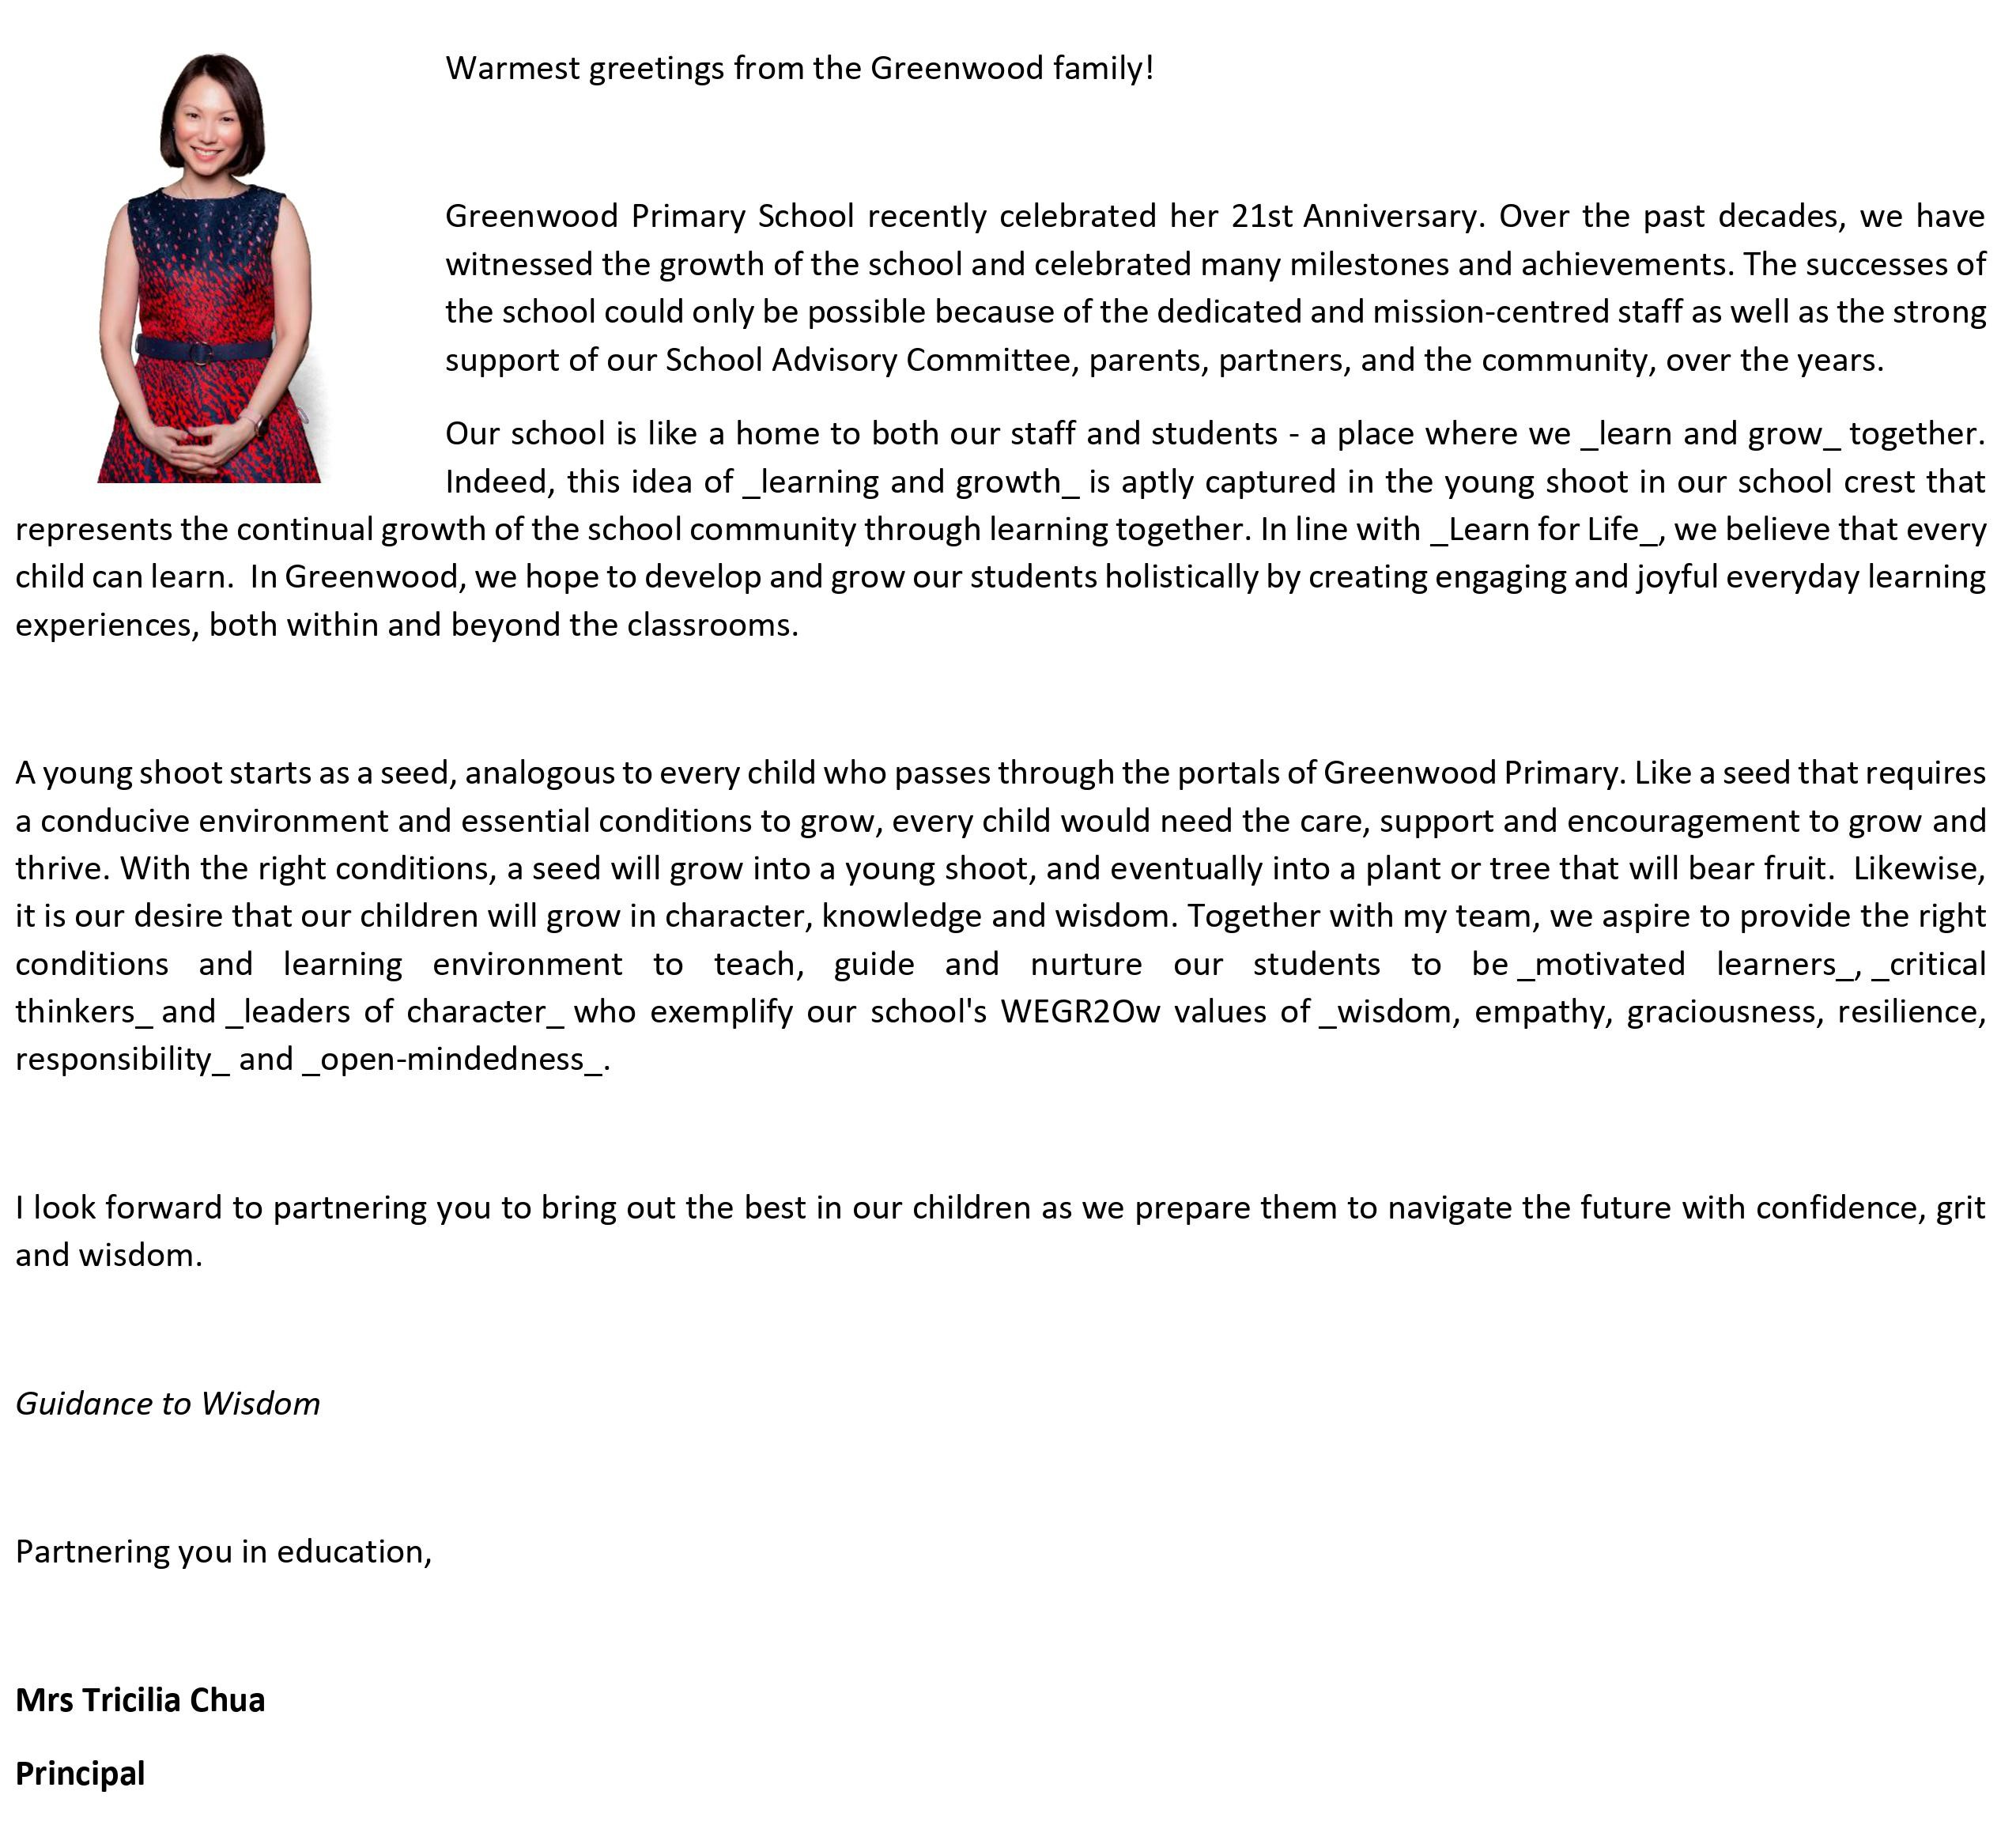 Warmest greetings from the Greenwood family!
Greenwood Primary School recently celebrated her 21st Anniversary. Over the past decades, we have
witnessed the growth of the school and celebrated many milestones and achievements. The successes of
the school could only be possible because of the dedicated and mission-centred staff as well as the strong
support of our School Advisory Committee, parents, partners, and the community, over the years.
Our school is like a home to both our staff and students - a place where we _learn and grow_ together.
Indeed, this idea of _learning and growth_ is aptly captured in the young shoot in our school crest that
represents the continual growth of the school community through learning together. In line with _Learn for Life_, we believe that every
child can learn.  In Greenwood, we hope to develop and grow our students holistically by creating engaging and joyful everyday learning
experiences, both within and beyond the classrooms.
A young shoot starts as a seed, analogous to every child who passes through the portals of Greenwood Primary. Like a seed that requires
a conducive environment and essential conditions to grow, every child would need the care, support and encouragement to grow and
thrive. With the right conditions, a seed will grow into a young shoot, and eventually into a plant or tree that will bear fruit.  Likewise,
it is our desire that our children will grow in character, knowledge and wisdom. Together with my team, we aspire to provide the right
conditions and learning environment to teach, guide and nurture our students to be _motivated learners_, _critical
thinkers_ and _leaders of character_ who exemplify our school's WEGR2Ow values of _wisdom, empathy, graciousness, resilience,
responsibility_ and _open-mindedness_.
I look forward to partnering you to bring out the best in our children as we prepare them to navigate the future with confidence, grit
and wisdom.
Guidance to Wisdom
Partnering you in education,
Mrs Tricilia Chua
Principal